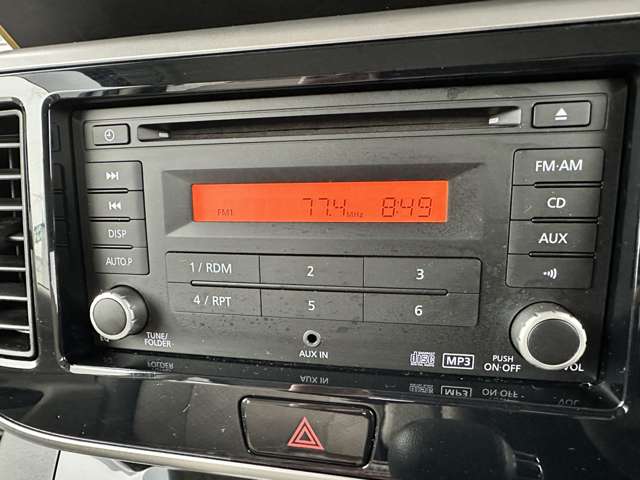 FM·AM
CD
DISP
AUX
AUTO.P
FM1 77.4 MHz 8:49
1 / RDM 2 3
4 / RPT 5 6
TUNE/
FOLDER
AUX IN
disc
MP3
PUSH
ON·OFF
VOL